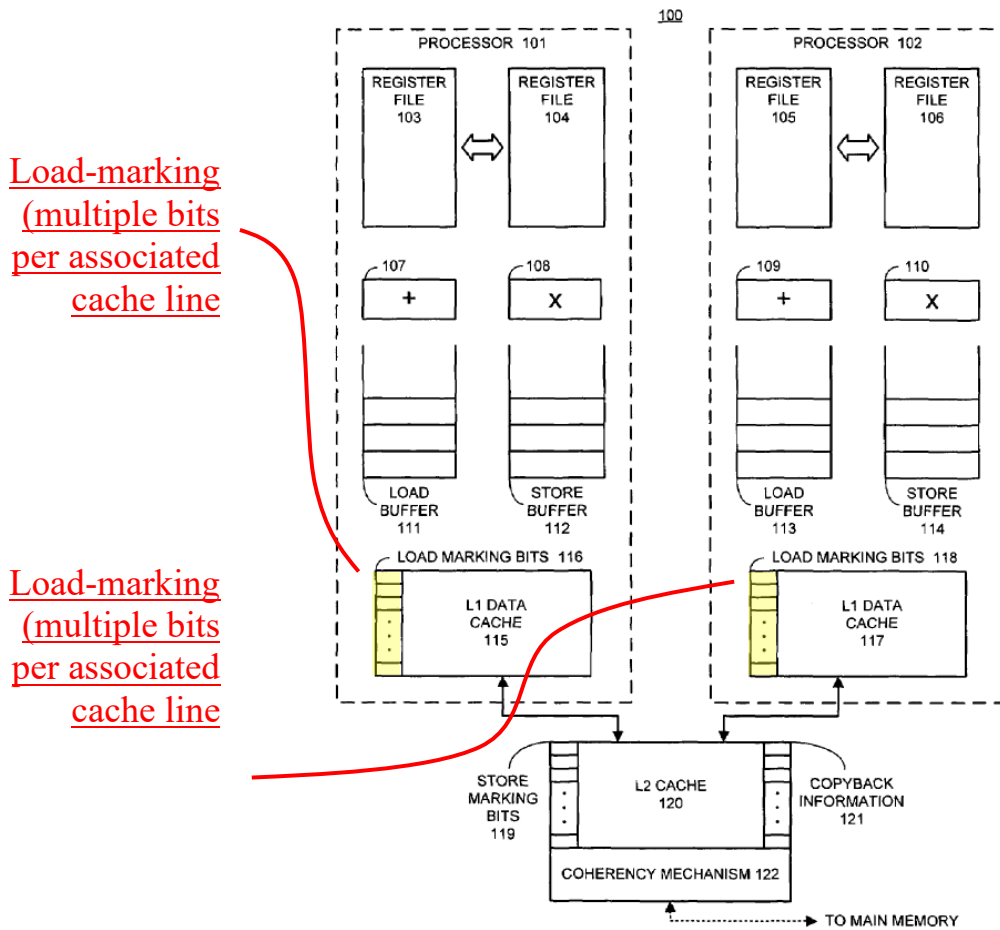 100
PROCESSOR 101
PROCESSOR 102
REGISTER
FILE
103
REGISTER
FILE
104
REGISTER
FILE
105
REGISTER
FILE
106
Load-marking
(multiple bits
per associated
cache line
107
+
108
X
109
+
110
X
LOAD
BUFFER
111
STORE
BUFFER
112
LOAD
BUFFER
113
STORE
BUFFER
114
LOAD MARKING BITS 116
LOAD MARKING BITS 118
Load-marking
(multiple bits
per associated
cache line
L1 DATA
CACHE
115
L1 DATA
CACHE
117
STORE
MARKING
BITS
119
L2 CACHE
120
COPYBACK
INFORMATION
121
COHERENCY MECHANISM 122
TO MAIN MEMORY